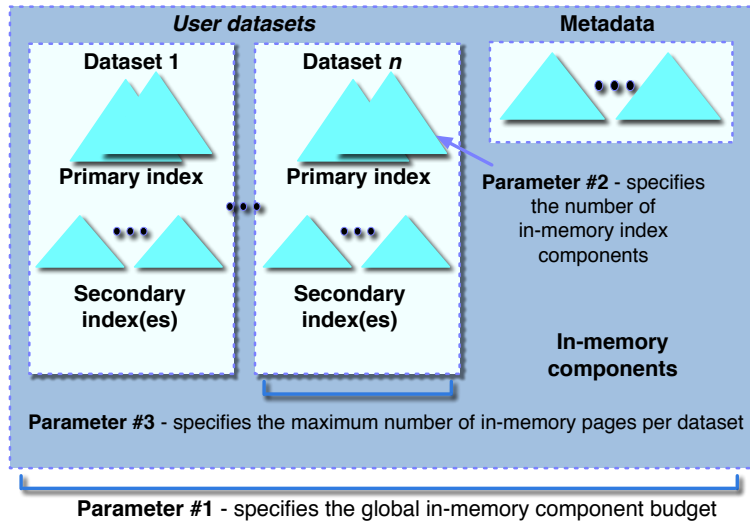 User datasets
Metadata
Dataset 1
Dataset n
Primary index
Primary index
Parameter #2 - specifies
the number of
in-memory index
components
Secondary
index(es)
Secondary
index(es)
In-memory
components
Parameter #3 - specifies the maximum number of in-memory pages per dataset
Parameter #1 - specifies the global in-memory component budget